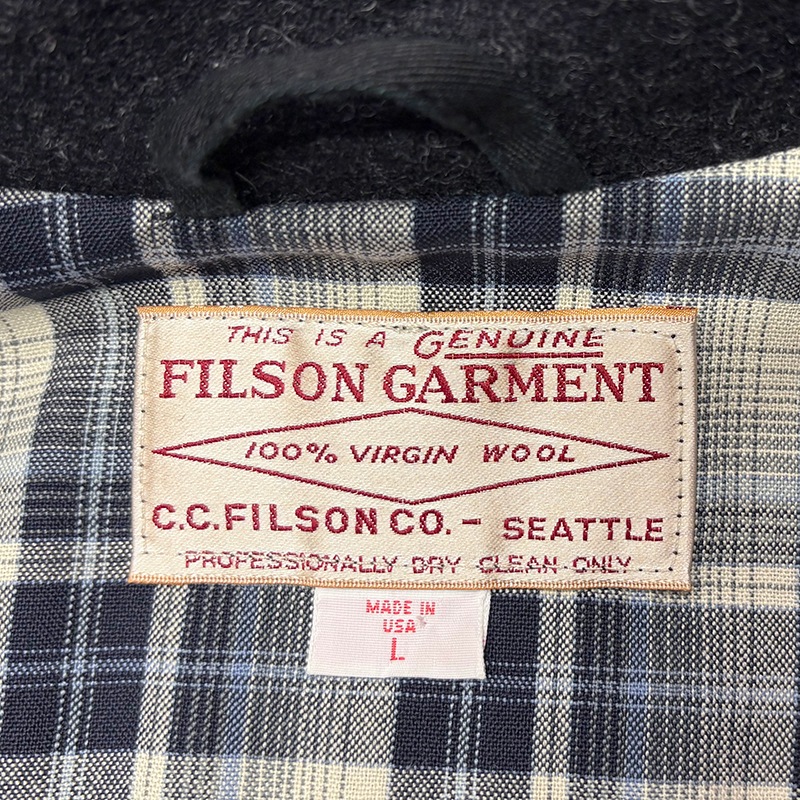 THIS IS A GENUINE
FILSON GARMENT
100% VIRGIN WOOL
C.C.FILSON CO. - SEATTLE
PROFESSIONALLY DRY CLEAN ONLY
MADE IN
USA
L